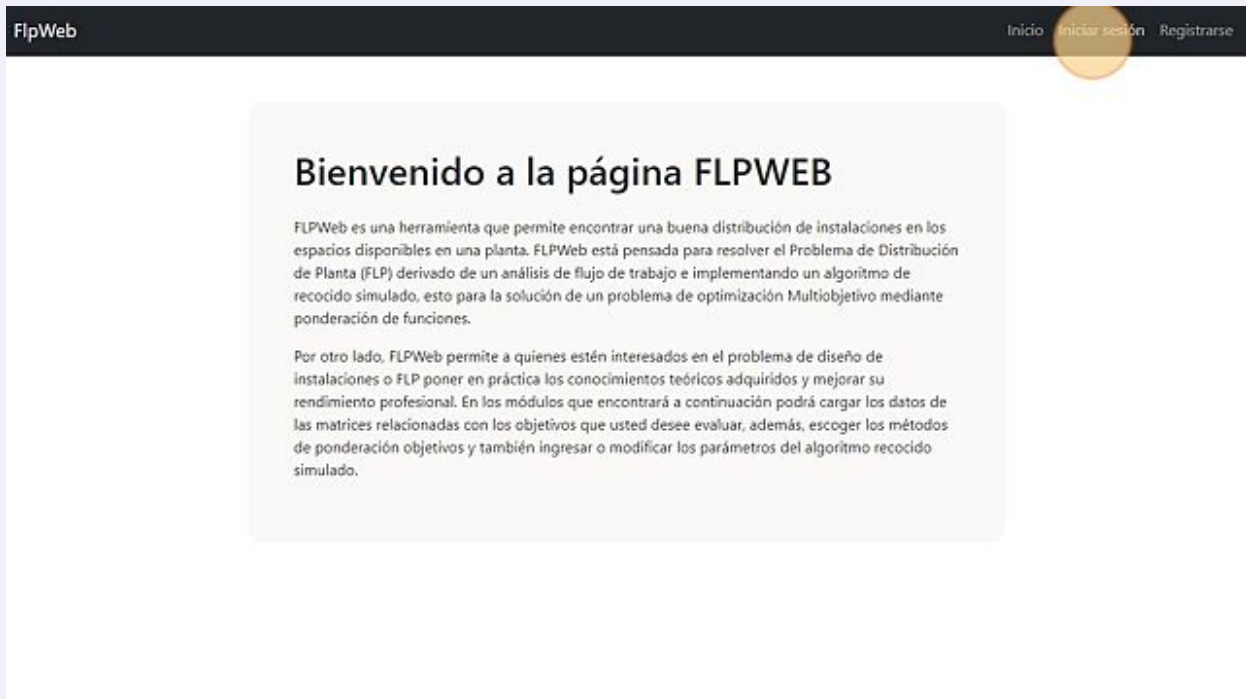 FlpWeb
Inicio Iniciar sesión Registrarse
Bienvenido a la página FLPWEB
FLPWeb es una herramienta que permite encontrar una buena distribución de instalaciones en los
espacios disponibles en una planta. FLPWeb está pensada para resolver el Problema de Distribución
de Planta (FLP) derivado de un análisis de flujo de trabajo e implementando un algoritmo de
recocido simulado, esto para la solución de un problema de optimización Multiobjetivo mediante
ponderación de funciones.
Por otro lado, FLPWeb permite a quienes estén interesados en el problema de diseño de
instalaciones o FLP poner en práctica los conocimientos teóricos adquiridos y mejorar su
rendimiento profesional. En los módulos que encontrará a continuación podrá cargar los datos de
las matrices relacionadas con los objetivos que usted desee evaluar, además, escoger los métodos
de ponderación objetivos y también ingresar o modificar los parámetros del algoritmo recocido
simulado.